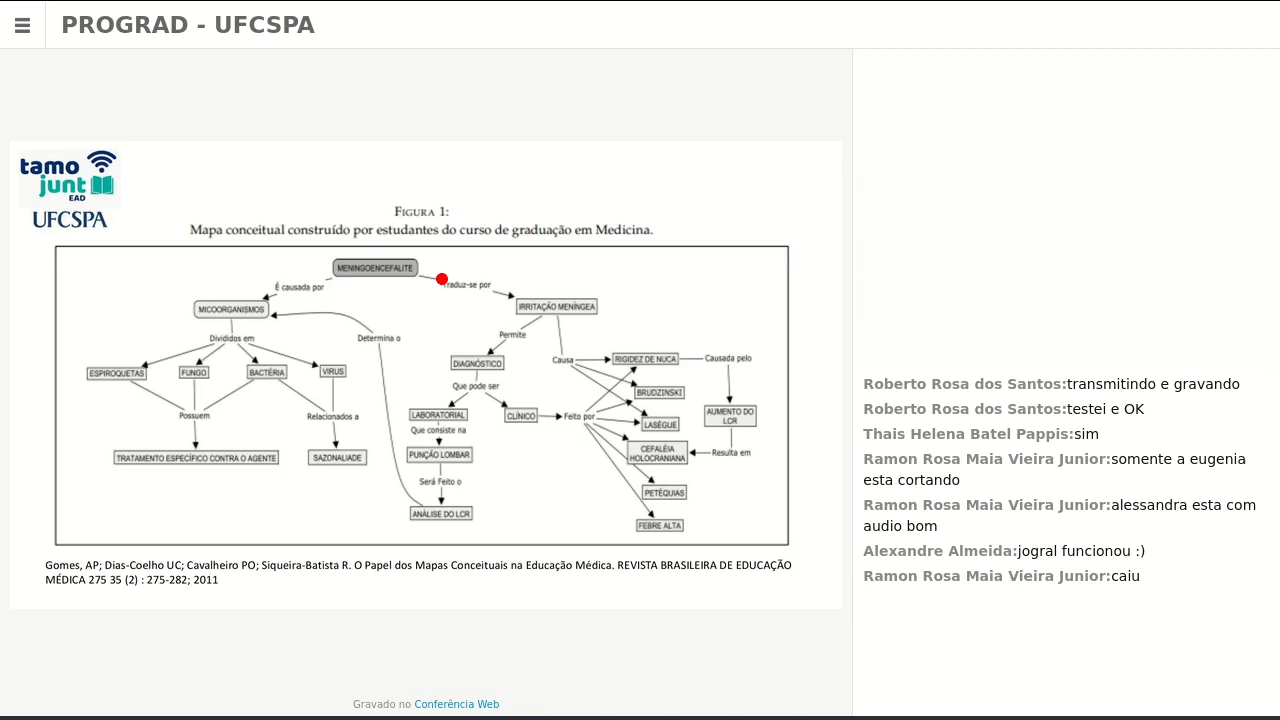 PROGRAD - UFCSPA
tamo
junt
EAD
UFCSPA
FIGURA 1:
Mapa conceitual construído por estudantes do curso de graduação em Medicina.
MENINGOENCEFALITE
É causada por
raduz-se por
MICOORGANISMOS
IRRITAÇÃO MENÍNGEA
Divididos em
Determina o
Permite
ESPIROQUETAS
FUNGO
BACTÉRIA
VIRUS
DIAGNÓSTICO
Causa
RIGIDEZ DE NUCA
Causada pelo
Que pode ser
BRUDZINSKI
Possuem
Relacionados a
LABORATORIAL
CLÍNICO
Feito por
LASÉGUE
AUMENTO DO
LCR
Que consiste na
TRATAMENTO ESPECÍFICO CONTRA O AGENTE
SAZONALIADE
PUNÇÃO LOMBAR
CEFALÉIA
HOLOCRANIANA
Resulta em
Será Feito o
PETÉQUIAS
ANÁLISE DO LCR
FEBRE ALTA
Gomes, AP; Dias-Coelho UC; Cavalheiro PO; Siqueira-Batista R. O Papel dos Mapas Conceituais na Educação Médica. REVISTA BRASILEIRA DE EDUCAÇÃO
MÉDICA 275 35 (2) : 275-282; 2011
Gravado no Conferência Web
Roberto Rosa dos Santos:transmitindo e gravando
Roberto Rosa dos Santos:testei e OK
Thais Helena Batel Pappis:sim
Ramon Rosa Maia Vieira Junior:somente a eugenia
esta cortando
Ramon Rosa Maia Vieira Junior:alessandra esta com
audio bom
Alexandre Almeida:jogral funcionou :)
Ramon Rosa Maia Vieira Junior:caiu